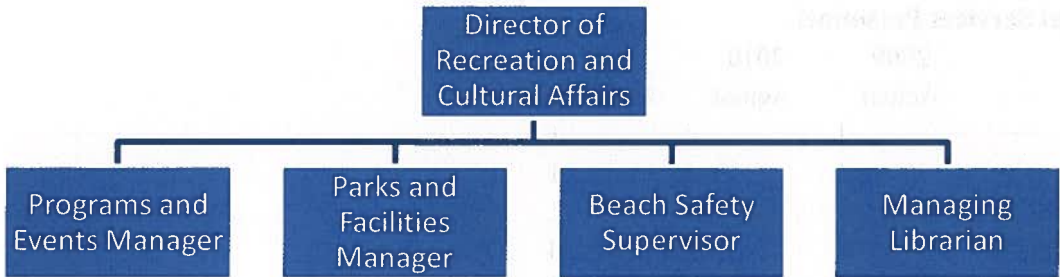 Director of
Recreation and
Cultural Affairs
Programs and
Events Manager
Parks and
Facilities
Manager
Beach Safety
Supervisor
Managing
Librarian